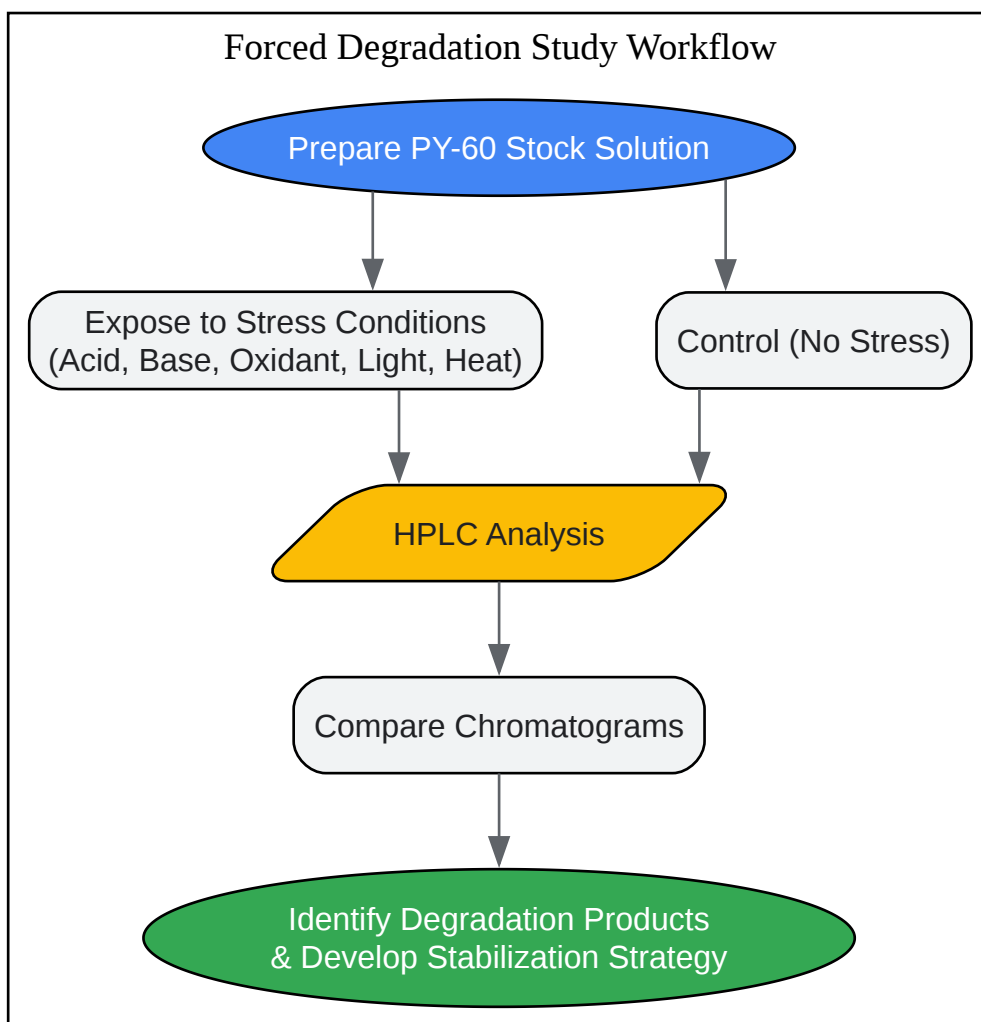 Forced Degradation Study Workflow
Prepare PY-60 Stock Solution
Expose to Stress Conditions
(Acid, Base, Oxidant, Light, Heat)
Control (No Stress)
HPLC Analysis
Compare Chromatograms
Identify Degradation Products
& Develop Stabilization Strategy